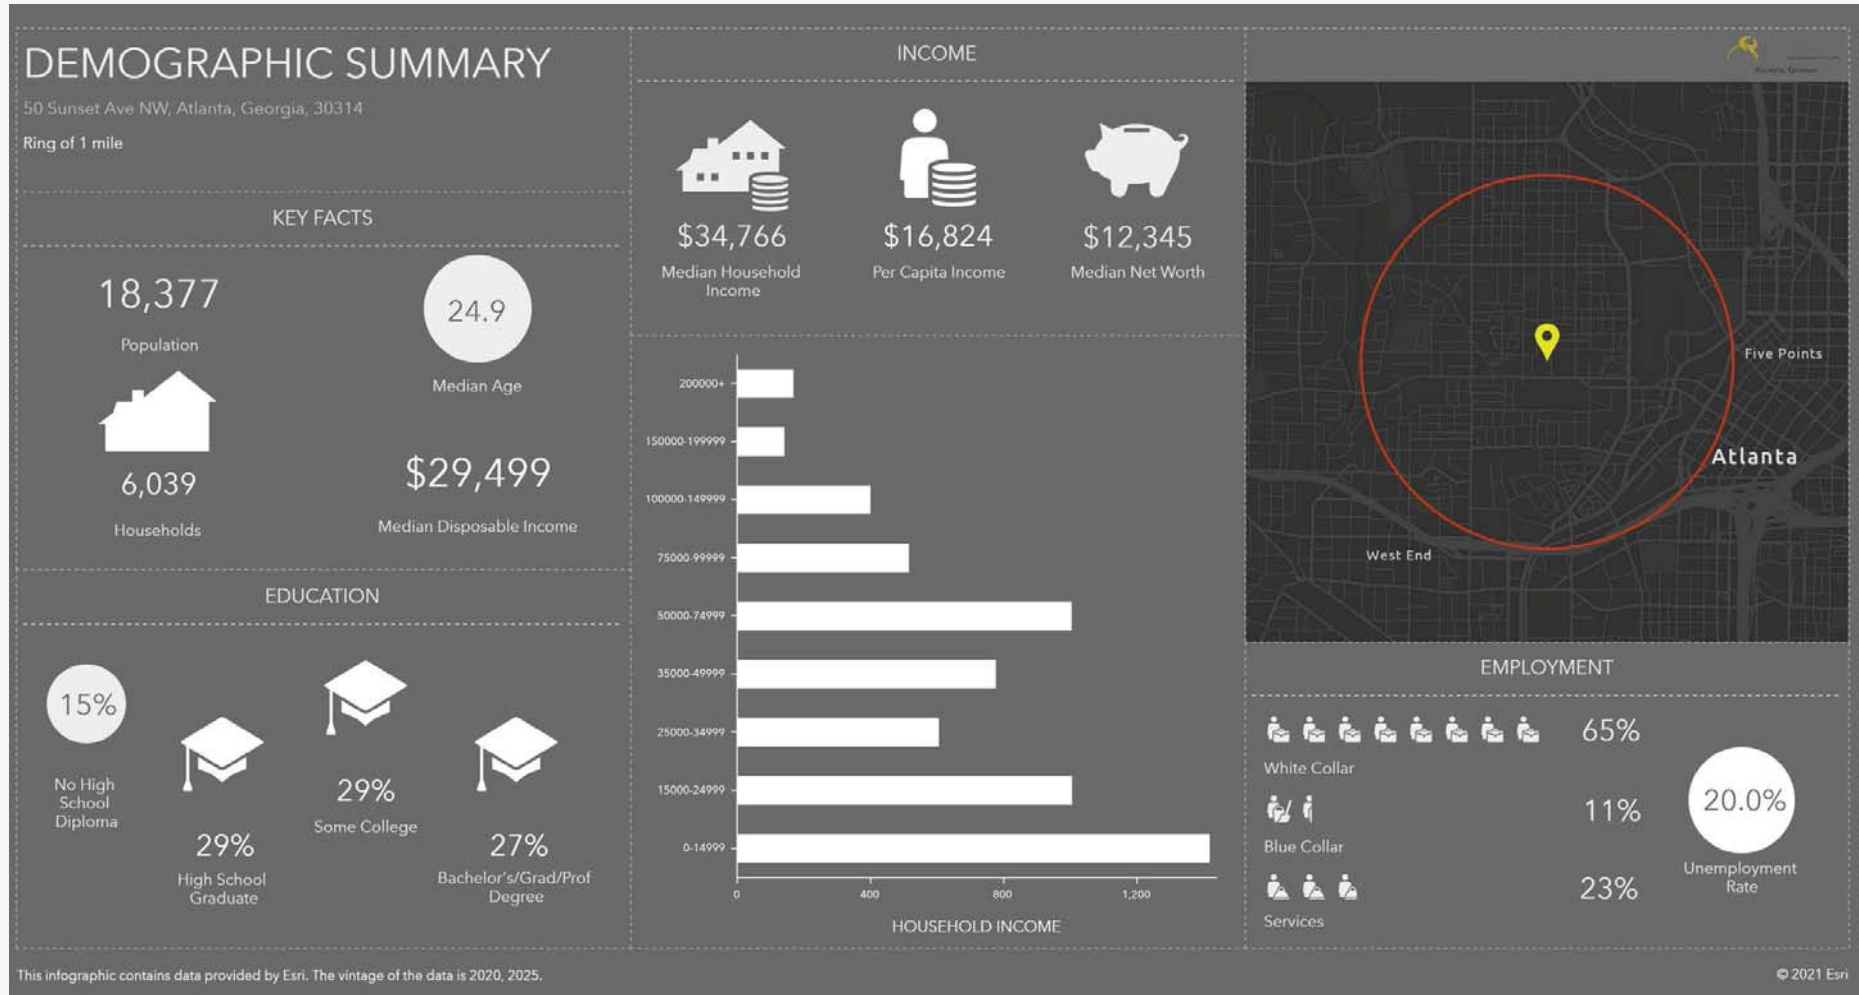 DEMOGRAPHIC SUMMARY
50 Sunset Ave NW, Atlanta, Georgia, 30314
Ring of 1 mile
KEY FACTS
18,377
Population
24.9
Median Age
6,039
Households
$29,499
Median Disposable Income
EDUCATION
15%
No High
School
Diploma
29%
High School
Graduate
29%
Some College
27%
Bachelor's/Grad/Prof
Degree
INCOME
$34,766
Median Household
Income
$16,824
Per Capita Income
$12,345
Median Net Worth
200000+
150000-199999
100000-149999
75000-99999
50000-74999
35000-49999
25000-34999
15000-24999
0-14999
0
400
800
1,200
HOUSEHOLD INCOME
Five Points
Atlanta
West End
EMPLOYMENT
65%
White Collar
11%
Blue Collar
23%
Services
20.0%
Unemployment
Rate
This infographic contains data provided by Esri. The vintage of the data is 2020, 2025.
© 2021 Esri